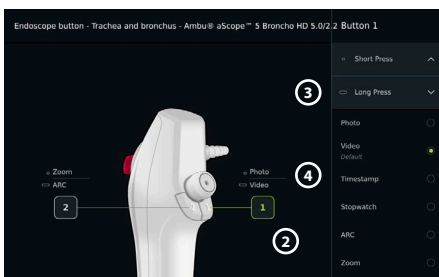 Endoscope button - Trachea and bronchus - Ambu® aScope™ 5 Broncho HD 5.0/2.2
Button 1
Short Press
3
Long Press
Photo
Zoom
ARC
Photo
Video
4
Video
Default
2
1
Timestamp
2
Stopwatch
ARC
Zoom